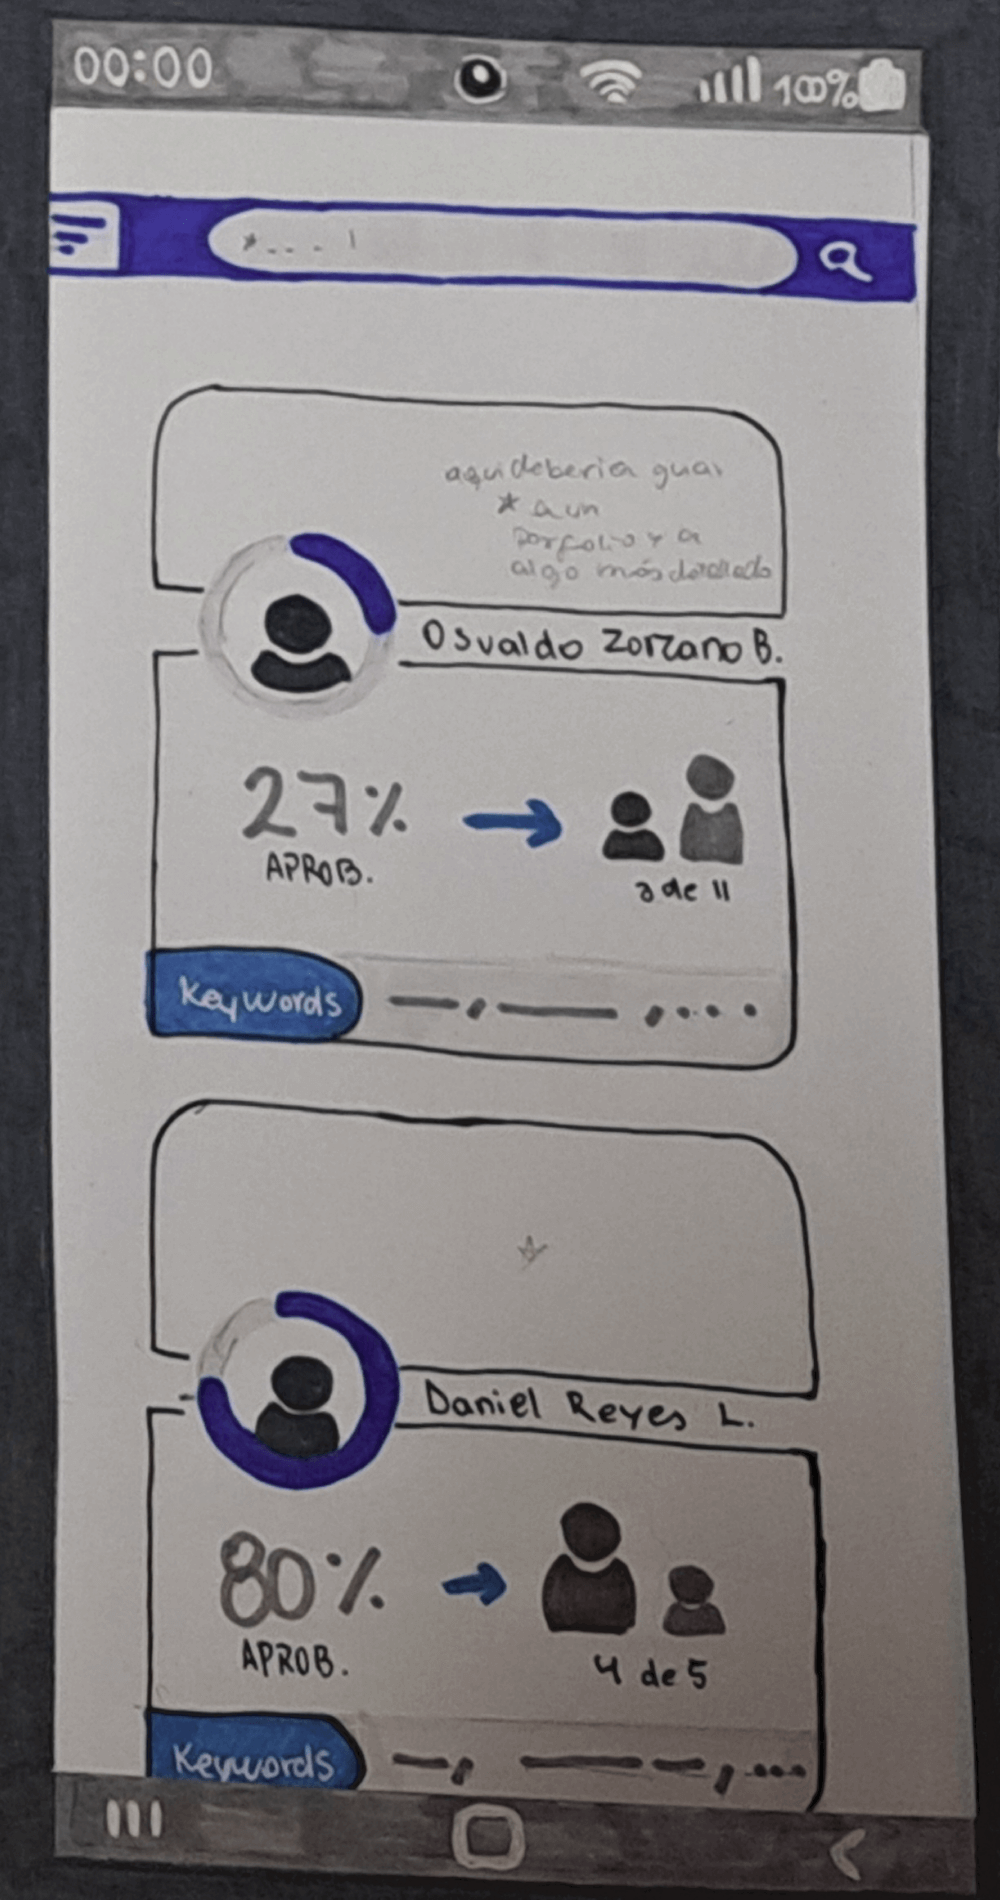 00:00 100%
aqui deberia guiar
* a un
porfolio y a
algo más detallado
Osvaldo Zorzano B.
27%
APROB.
3 de 11
Keywords
Daniel Reyes L.
80%
APROB.
4 de 5
Keywords